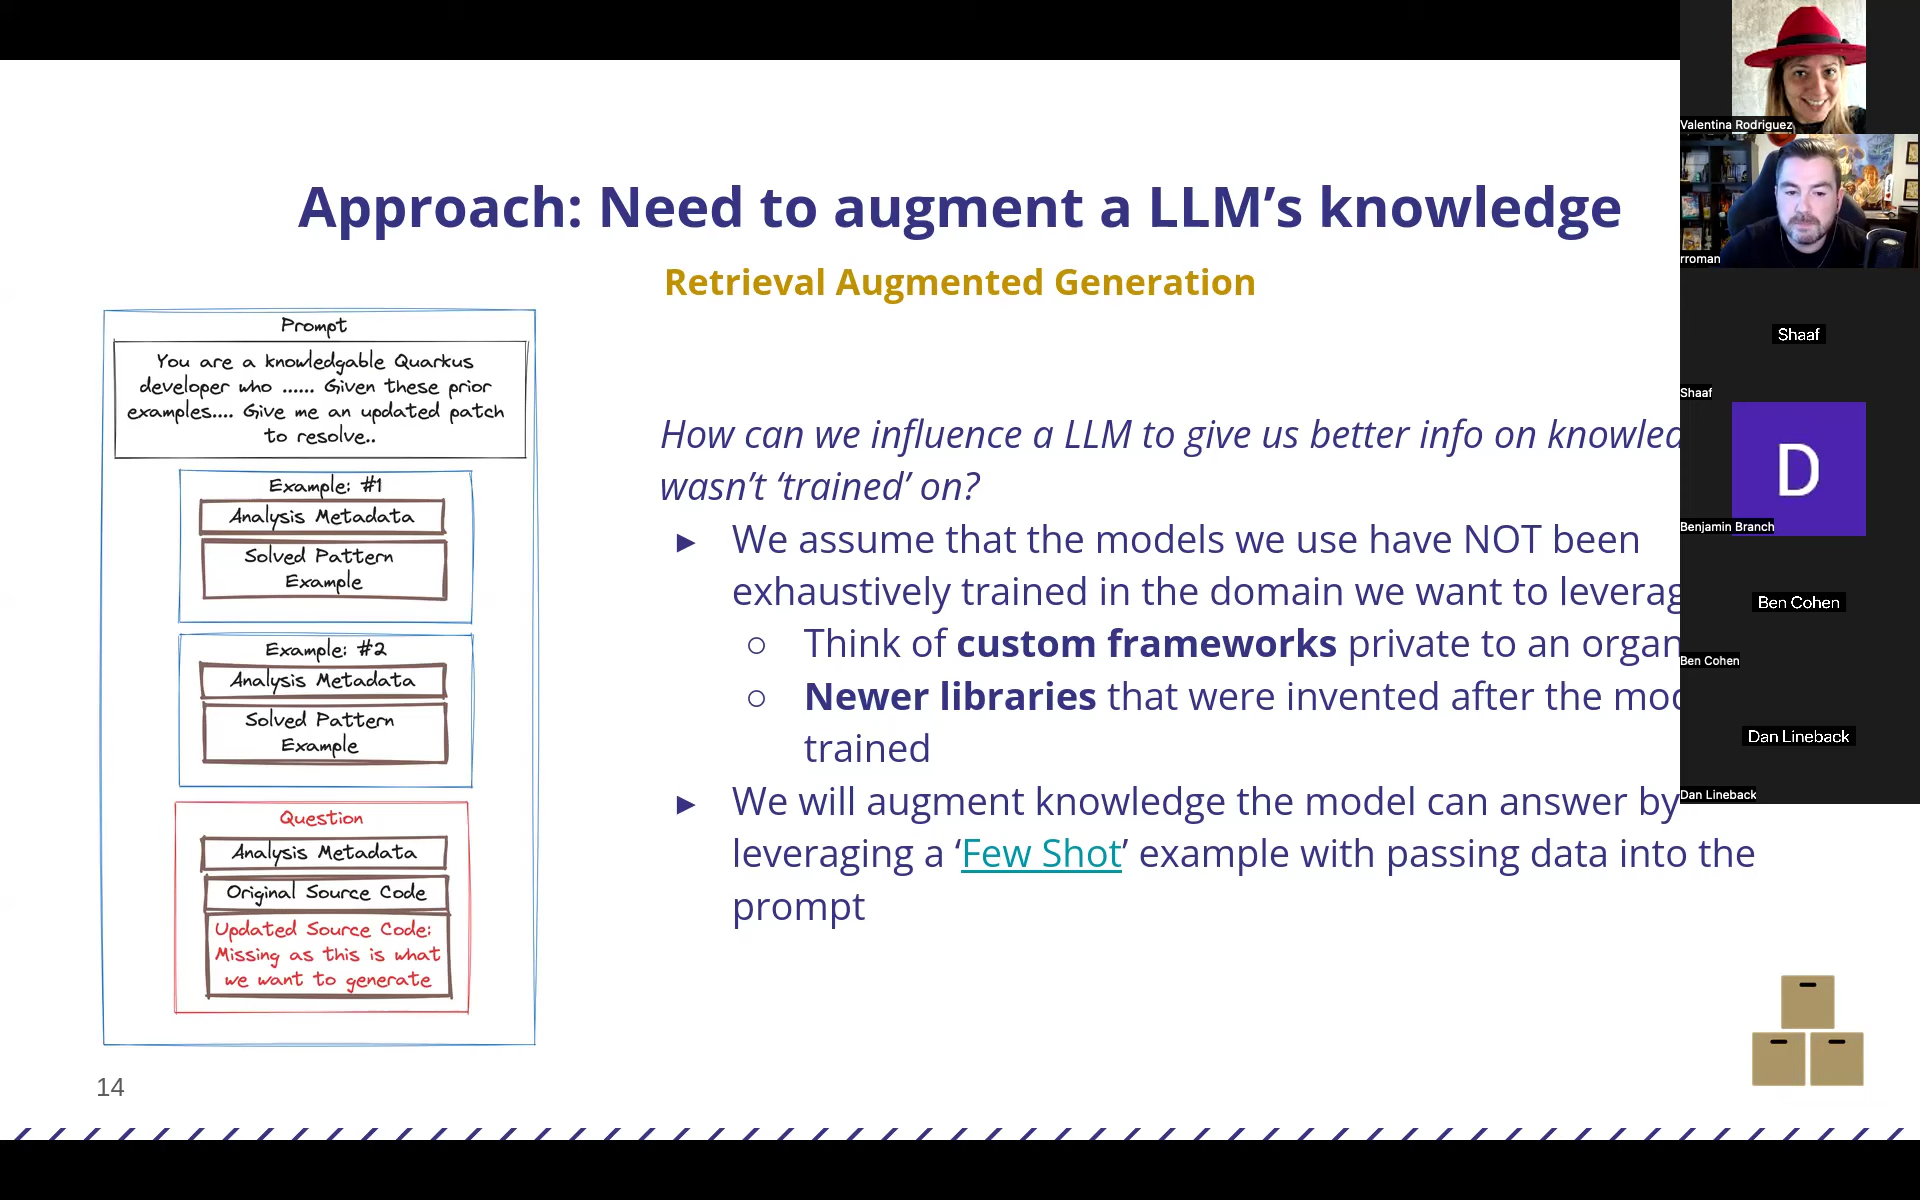 Approach: Need to augment a LLM’s knowledge
Retrieval Augmented Generation
Prompt
You are a knowledgable Quarkus
developer who ...... Given these prior
examples.... Give me an updated patch
to resolve..
Example: #1
Analysis Metadata
Solved Pattern
Example
Example: #2
Analysis Metadata
Solved Pattern
Example
Question
Analysis Metadata
Original Source Code
Updated Source Code:
Missing as this is what
we want to generate
How can we influence a LLM to give us better info on
wasn’t ‘trained’ on?
► We assume that the models we use have NOT been
exhaustively trained in the domain we want to
○ Think of custom frameworks private to an
○ Newer libraries that were invented after the
trained
► We will augment knowledge the model can answer by
leveraging a ‘Few Shot’ example with passing data into the
prompt
14
Valentina Rodriguez
rroman
Shaaf
Shaaf
D
Benjamin Branch
Ben Cohen
Ben Cohen
Dan Lineback
Dan Lineback